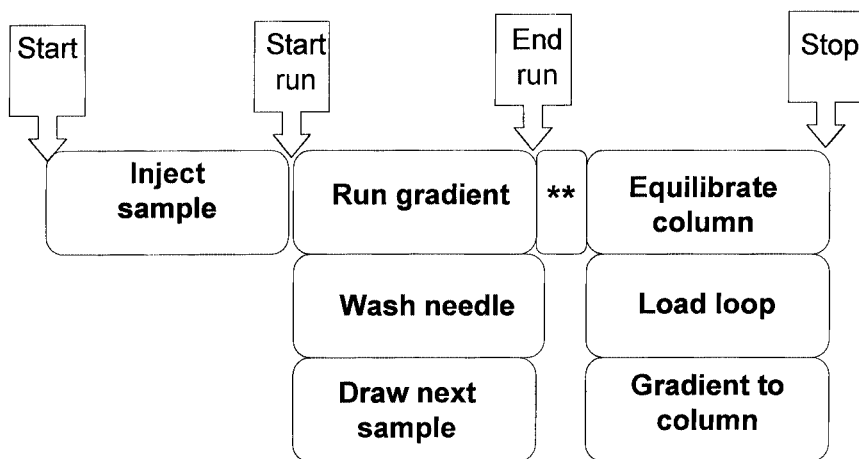 Start
Start
run
End
run
Stop
Inject
sample
Run gradient
**
Equilibrate
column
Wash needle
Load loop
Draw next
sample
Gradient to
column